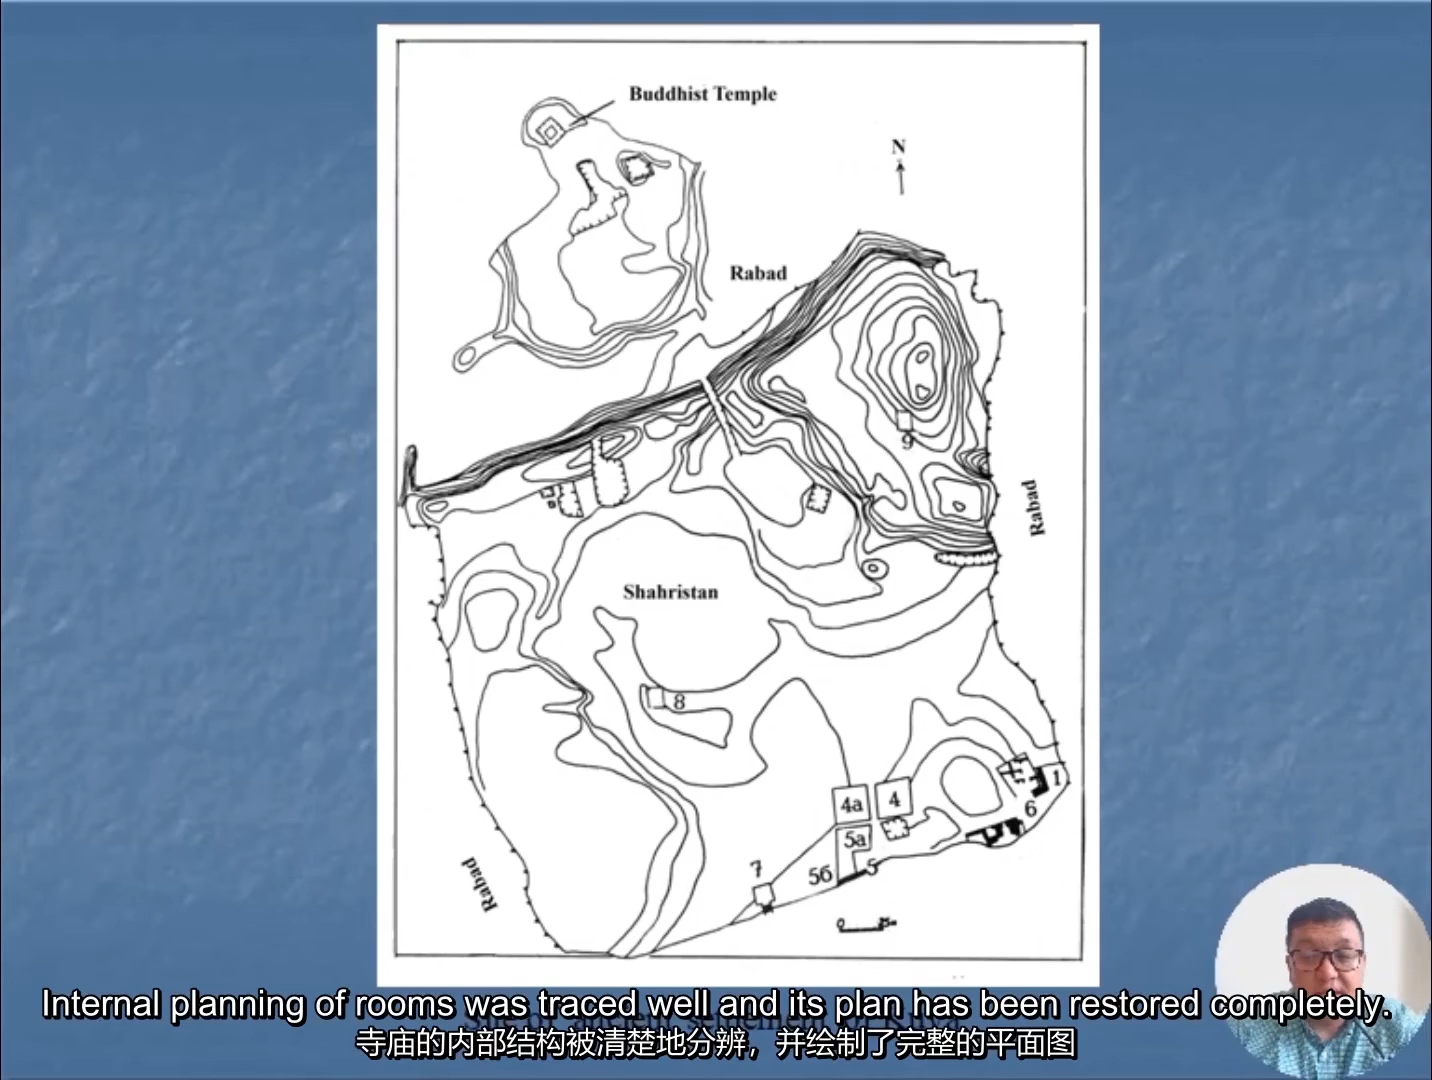 Buddhist Temple
N
Rabad
9
Rabad
Shahristan
8
4a
4
1
6
5a
7
5б
5
Rabad
Internal planning of rooms was traced well and its plan has been restored completely.
寺庙的内部结构被清楚地分辨，并绘制了完整的平面图